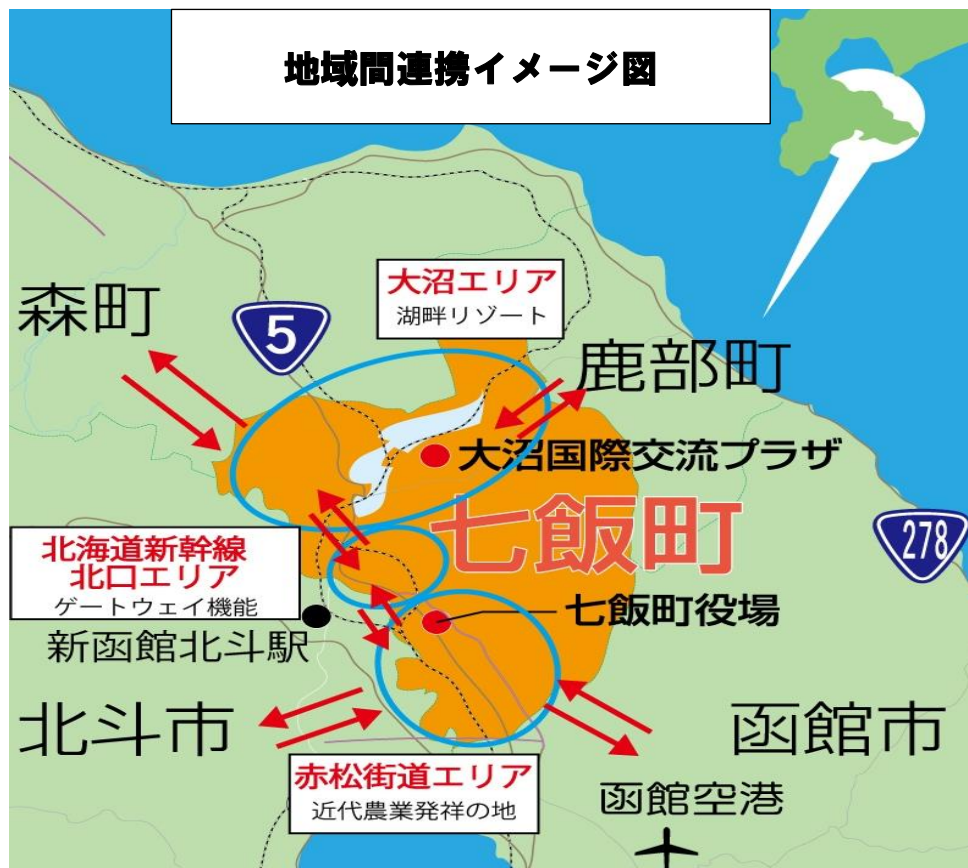 地域間連携イメージ図
大沼エリア
湖畔リゾート
森町
5
鹿部町
大沼国際交流プラザ
七飯町
278
北海道新幹線
北口エリア
ゲートウェイ機能
七飯町役場
新函館北斗駅
北斗市
函館市
赤松街道エリア
近代農業発祥の地
函館空港